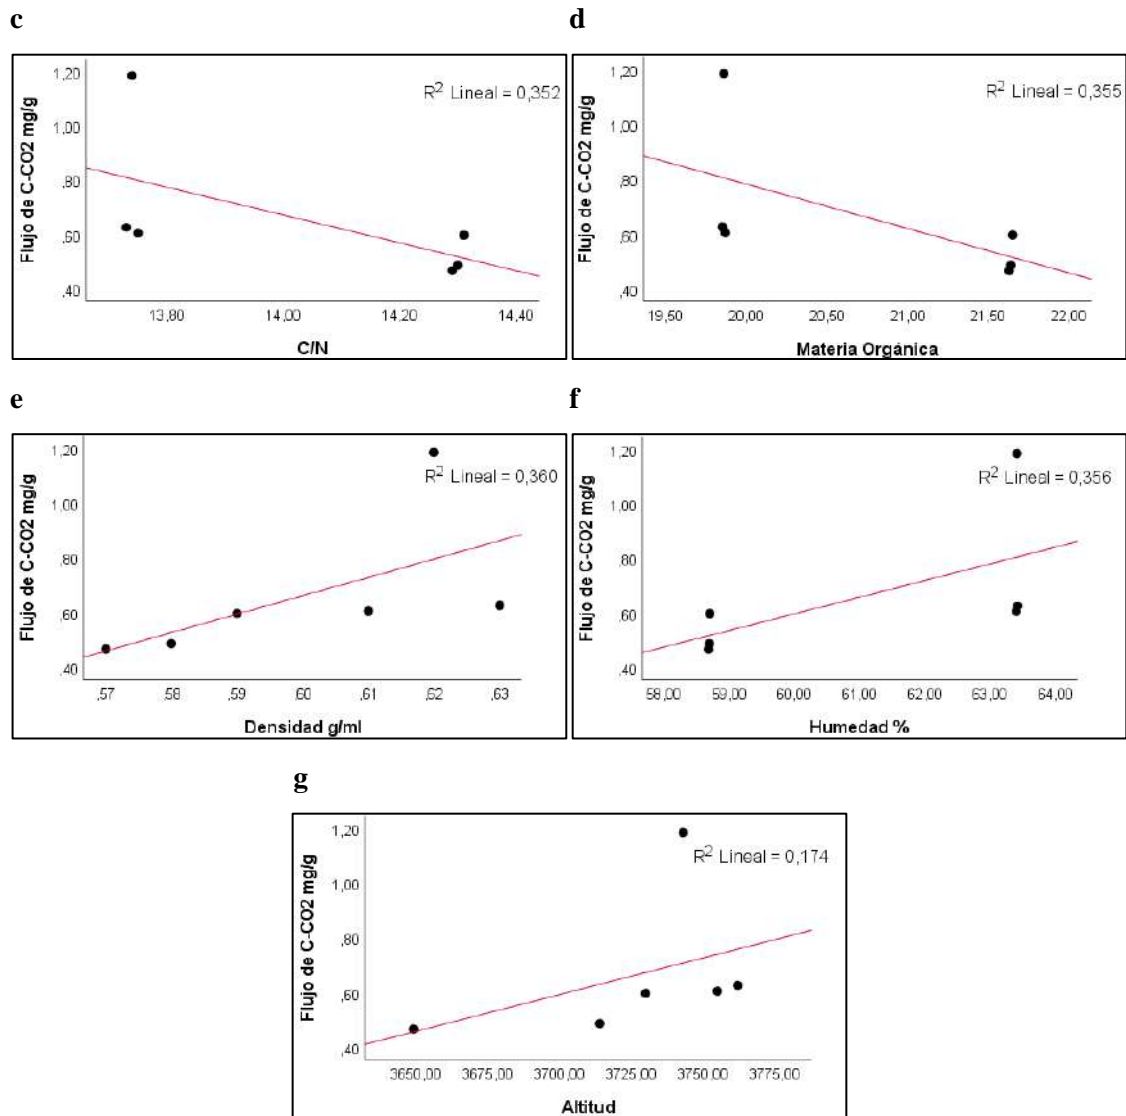 c
d
1,20
1,00
,80
,60
,40
Flujo de C-CO2 mg/g
R2 Lineal = 0,352
13,80 14,00 14,20 14,40
C/N
1,20
1,00
,80
,60
,40
Flujo de C-CO2 mg/g
R2 Lineal = 0,355
19,50 20,00 20,50 21,00 21,50 22,00
Materia Orgánica
e
f
1,20
1,00
,80
,60
,40
Flujo de C-CO2 mg/g
R2 Lineal = 0,360
,57 ,58 ,59 ,60 ,61 ,62 ,63
Densidad g/ml
1,20
1,00
,80
,60
,40
Flujo de C-CO2 mg/g
R2 Lineal = 0,356
58,00 59,00 60,00 61,00 62,00 63,00 64,00
Humedad %
g
1,20
1,00
,80
,60
,40
Flujo de C-CO2 mg/g
R2 Lineal = 0,174
3650,00 3675,00 3700,00 3725,00 3750,00 3775,00
Altitud